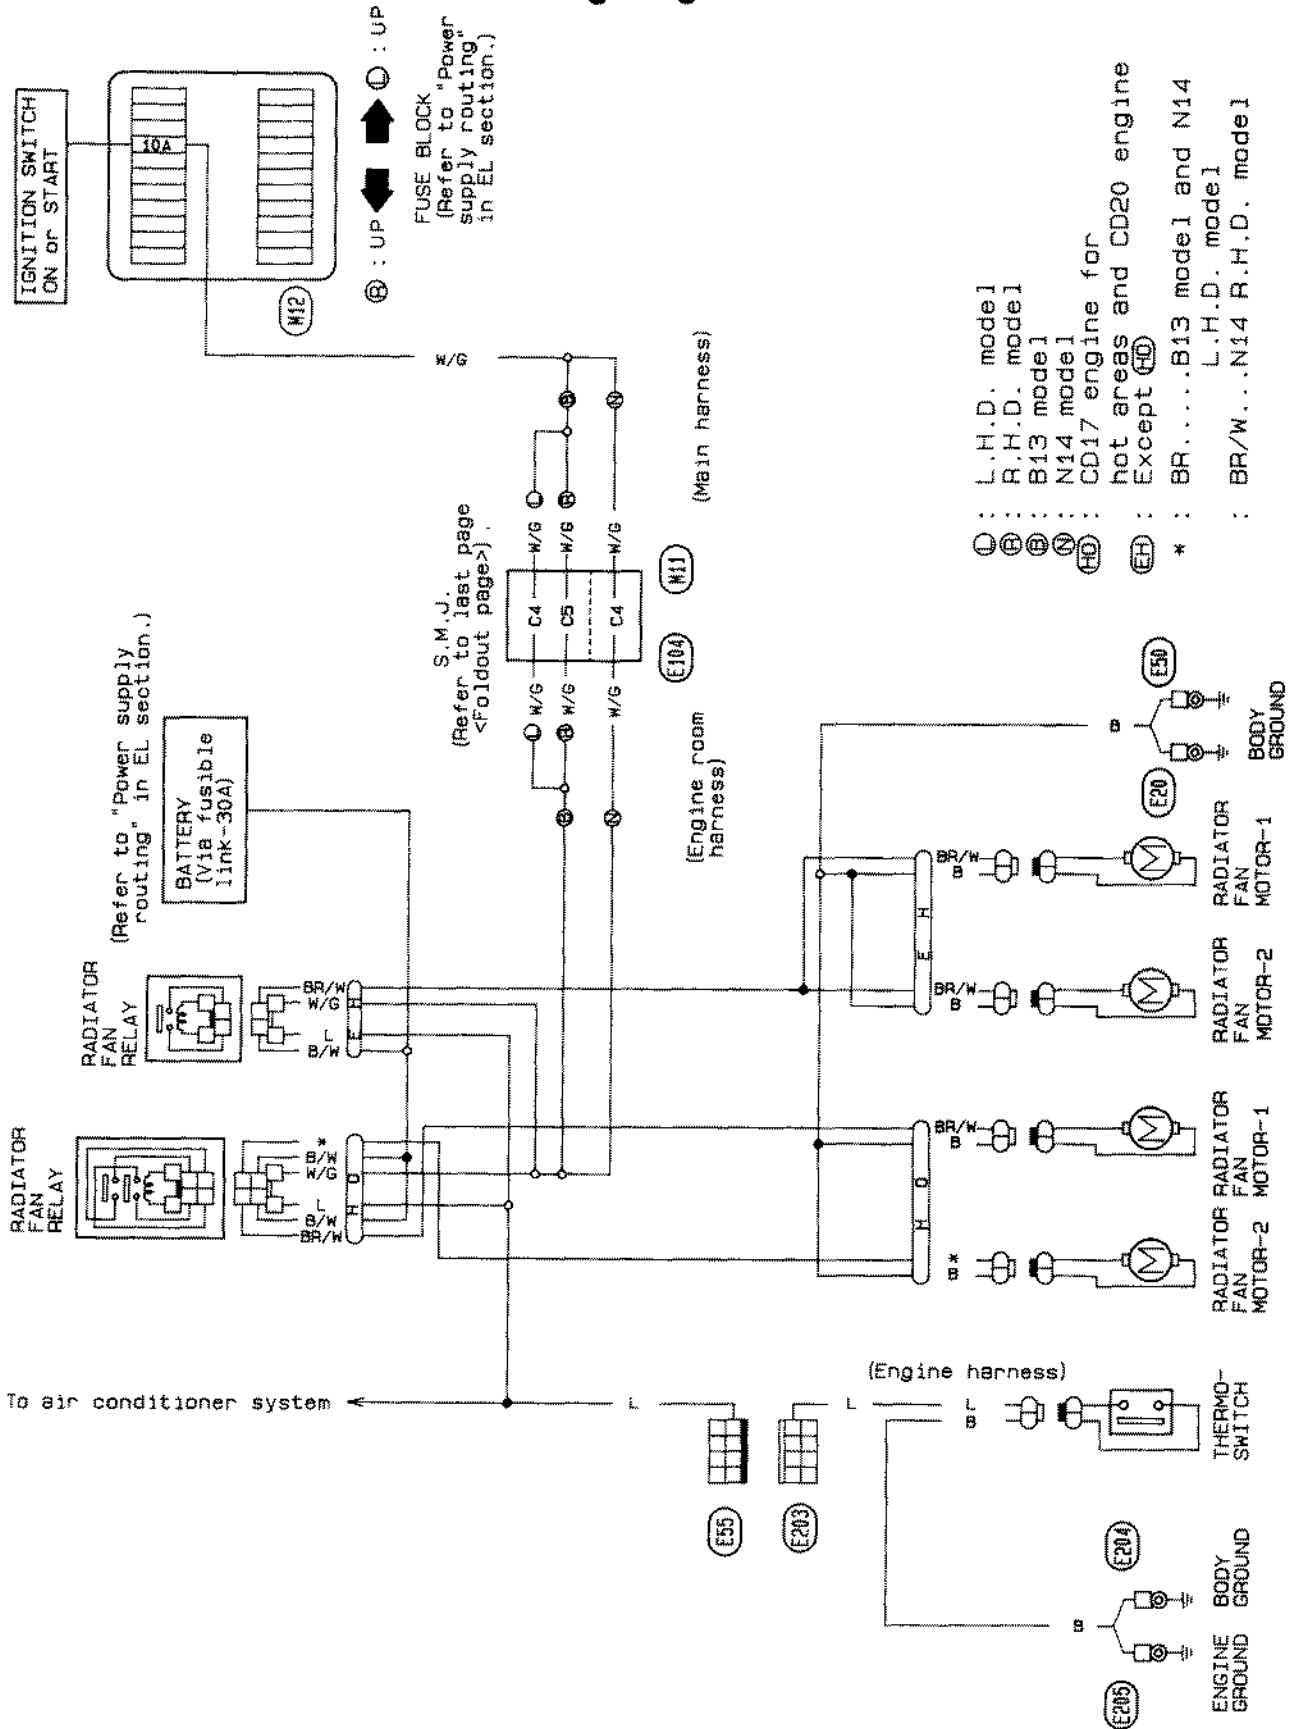 IGNITION SWITCH
ON or START
10A
M12
R : UP
L : UP
FUSE BLOCK
(Refer to "Power
supply routing"
in EL section.)
W/G
(Refer to "Power supply
routing" in EL section.)
BATTERY
(Via fusible
link-30A)
S.M.J.
(Refer to last page
<Foldout page>).
L W/G C4 W/G L
R W/G C5 W/G R
B
B
N W/G C4 W/G N
E104
M11
(Engine room
harness)
(Main harness)
RADIATOR
FAN
RELAY
BR/W
W/G
L
B/W
E H
RADIATOR
FAN
RELAY
*
B/W
W/G
L
B/W
BR/W
H O
L : L.H.D. model
R : R.H.D. model
B : B13 model
N : N14 model
HO : CD17 engine for
hot areas and CD20 engine
EH : Except HO
* : BR.....B13 model and N14
L.H.D. model
: BR/W...N14 R.H.D. model
To air conditioner system
L
E55
E203
L
(Engine harness)
L
B
THERMO-
SWITCH
B
E205
E204
ENGINE
GROUND
BODY
GROUND
H O
*
B
RADIATOR
FAN
MOTOR-2
BR/W
B
RADIATOR
FAN
MOTOR-1
E H
BR/W
B
RADIATOR
FAN
MOTOR-2
BR/W
B
RADIATOR
FAN
MOTOR-1
M
M
M
M
B
E20
E50
BODY
GROUND